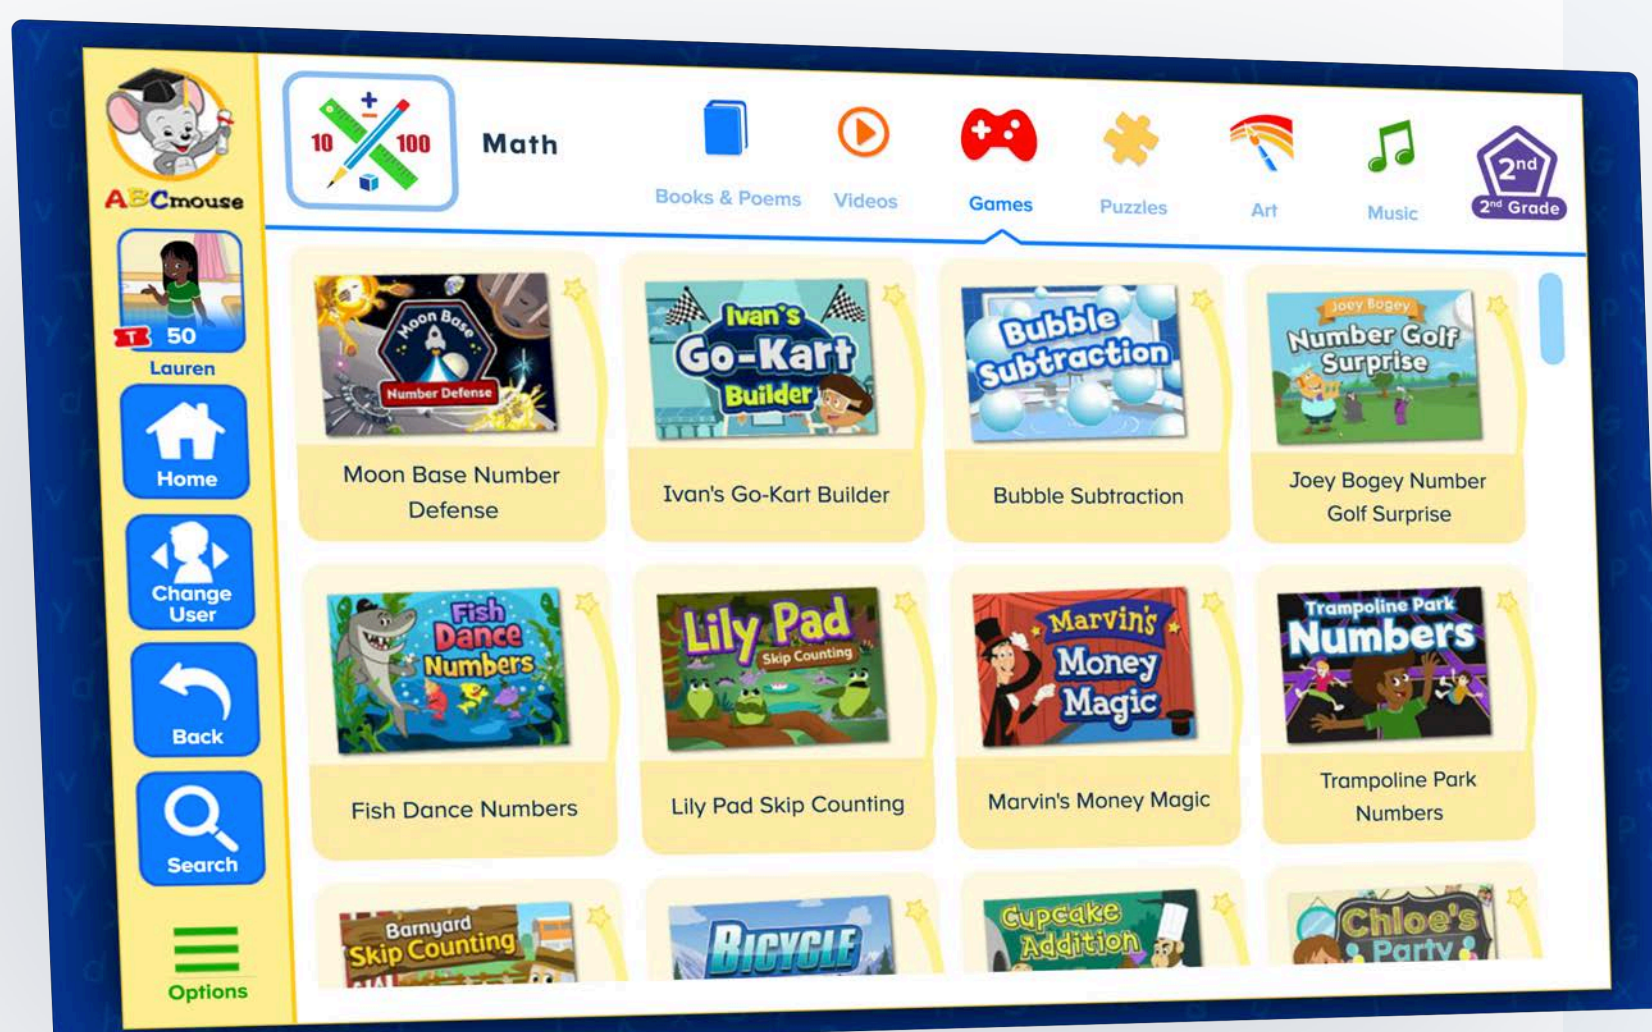 ABCmouse
T 50
Lauren
Home
Change
User
Back
Search
Options
10 100
Math
Books & Poems
Videos
Games
Puzzles
Art
Music
2nd
2nd Grade
Moon Base
Number Defense
Moon Base Number
Defense
Ivan's
Go-Kart
Builder
Ivan's Go-Kart Builder
Bubble
Subtraction
Bubble Subtraction
Joey Bogey
Number Golf
Surprise
Joey Bogey Number
Golf Surprise
Fish
Dance
Numbers
Fish Dance Numbers
Lily Pad
Skip Counting
Lily Pad Skip Counting
Marvin's
Money
Magic
Marvin's Money Magic
Trampoline Park
Numbers
Trampoline Park
Numbers
Barnyard
Skip Counting
BICYCLE
Cupcake
Addition
Chloe's
Party